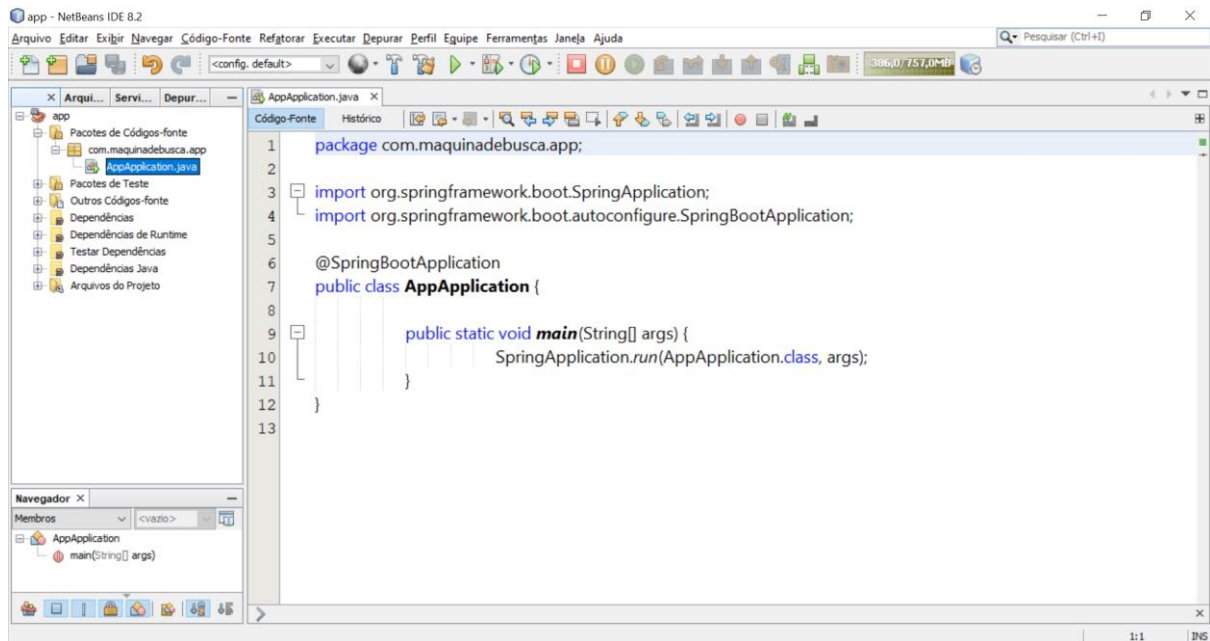 app - NetBeans IDE 8.2
Arquivo Editar Exibir Navegar Código-Fonte Refatorar Executar Depurar Perfil Equipe Ferramentas Janela Ajuda
Pesquisar (Ctrl+I)
<config. default>
386,0/757,0MB
Arqui... Servi... Depur...
AppApplication.java
app
Pacotes de Códigos-fonte
com.maquinadebusca.app
AppApplication.java
Pacotes de Teste
Outros Códigos-fonte
Dependências
Dependências de Runtime
Testar Dependências
Dependências Java
Arquivos do Projeto
Código-Fonte Histórico
1 package com.maquinadebusca.app;
2
3 import org.springframework.boot.SpringApplication;
4 import org.springframework.boot.autoconfigure.SpringBootApplication;
5
6 @SpringBootApplication
7 public class AppApplication {
8
9 public static void main(String[] args) {
10 SpringApplication.run(AppApplication.class, args);
11 }
12 }
13
Navegador
Membros <vazio>
AppApplication
main(String[] args)
1:1 INS